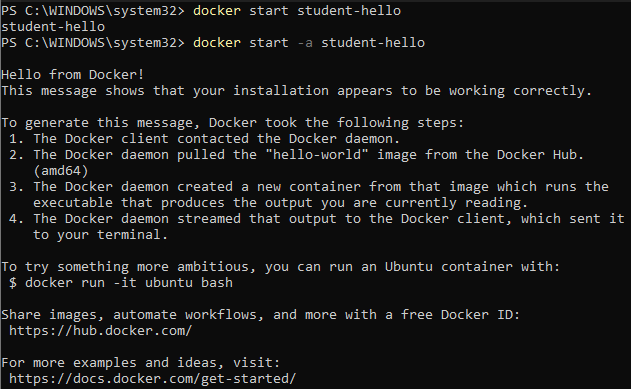 PS C:\WINDOWS\system32> docker start student-hello
student-hello
PS C:\WINDOWS\system32> docker start -a student-hello

Hello from Docker!
This message shows that your installation appears to be working correctly.

To generate this message, Docker took the following steps:
 1. The Docker client contacted the Docker daemon.
 2. The Docker daemon pulled the "hello-world" image from the Docker Hub.
    (amd64)
 3. The Docker daemon created a new container from that image which runs the
    executable that produces the output you are currently reading.
 4. The Docker daemon streamed that output to the Docker client, which sent it
    to your terminal.

To try something more ambitious, you can run an Ubuntu container with:
 $ docker run -it ubuntu bash

Share images, automate workflows, and more with a free Docker ID:
 https://hub.docker.com/

For more examples and ideas, visit:
 https://docs.docker.com/get-started/